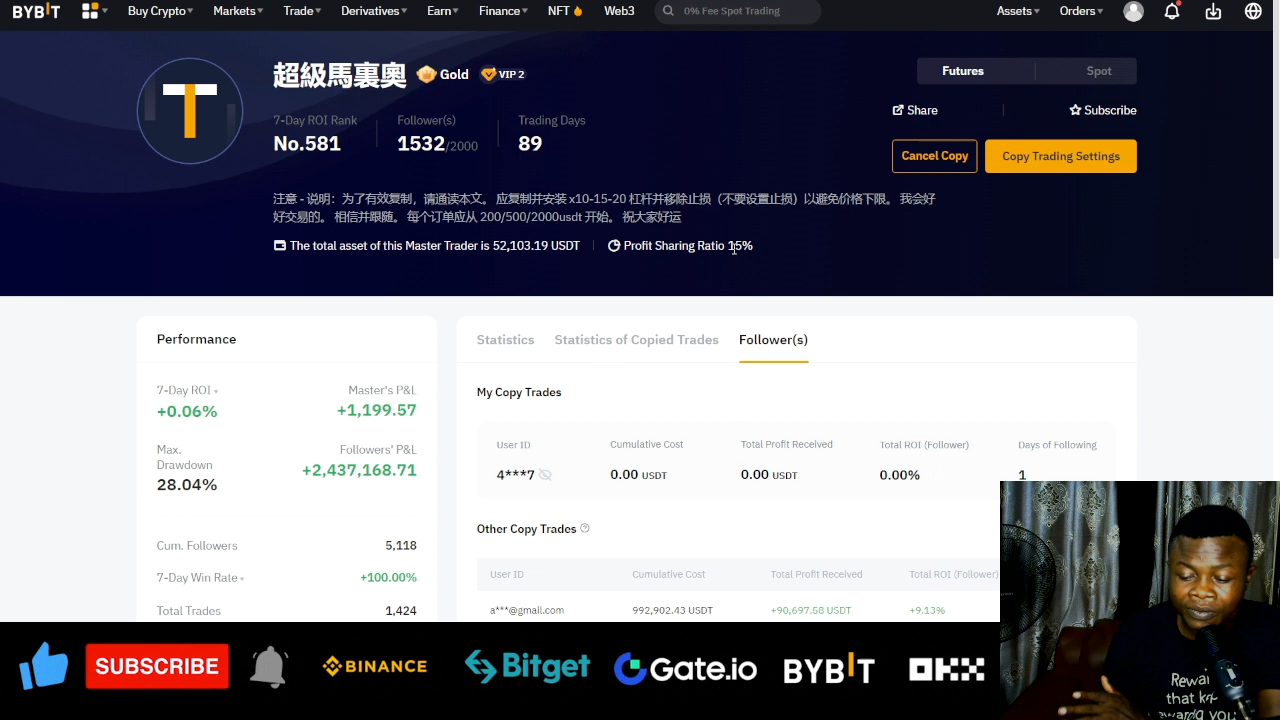 BYBIT Buy Crypto Markets Trade Derivatives Earn Finance NFT Web3 0% Fee Spot Trading Assets Orders
T
超級馬裏奧 Gold VIP 2
Futures Spot
Share Subscribe
7-Day ROI Rank Follower(s) Trading Days
No.581 1532/2000 89
Cancel Copy Copy Trading Settings
注意 - 说明：为了有效复制，请通读本文。 应复制并安装 x10-15-20 杠杆并移除止损（不要设置止损）以避免价格下限。 我会好
好交易的。 相信并跟随。 每个订单应从 200/500/2000usdt 开始。 祝大家好运
The total asset of this Master Trader is 52,103.19 USDT Profit Sharing Ratio 15%
Performance
7-Day ROI Master's P&L
+0.06% +1,199.57
Max.
Drawdown Followers' P&L
28.04% +2,437,168.71
Cum. Followers 5,118
7-Day Win Rate +100.00%
Total Trades 1,424
Statistics Statistics of Copied Trades Follower(s)
My Copy Trades
User ID Cumulative Cost Total Profit Received Total ROI (Follower) Days of Following
4***7 0.00 USDT 0.00 USDT 0.00% 1
Other Copy Trades
User ID Cumulative Cost Total Profit Received Total ROI (Follower)
a***@gmail.com 992,902.43 USDT +90,697.58 USDT +9.13%
SUBSCRIBE BINANCE Bitget Gate.io BYBIT OKX